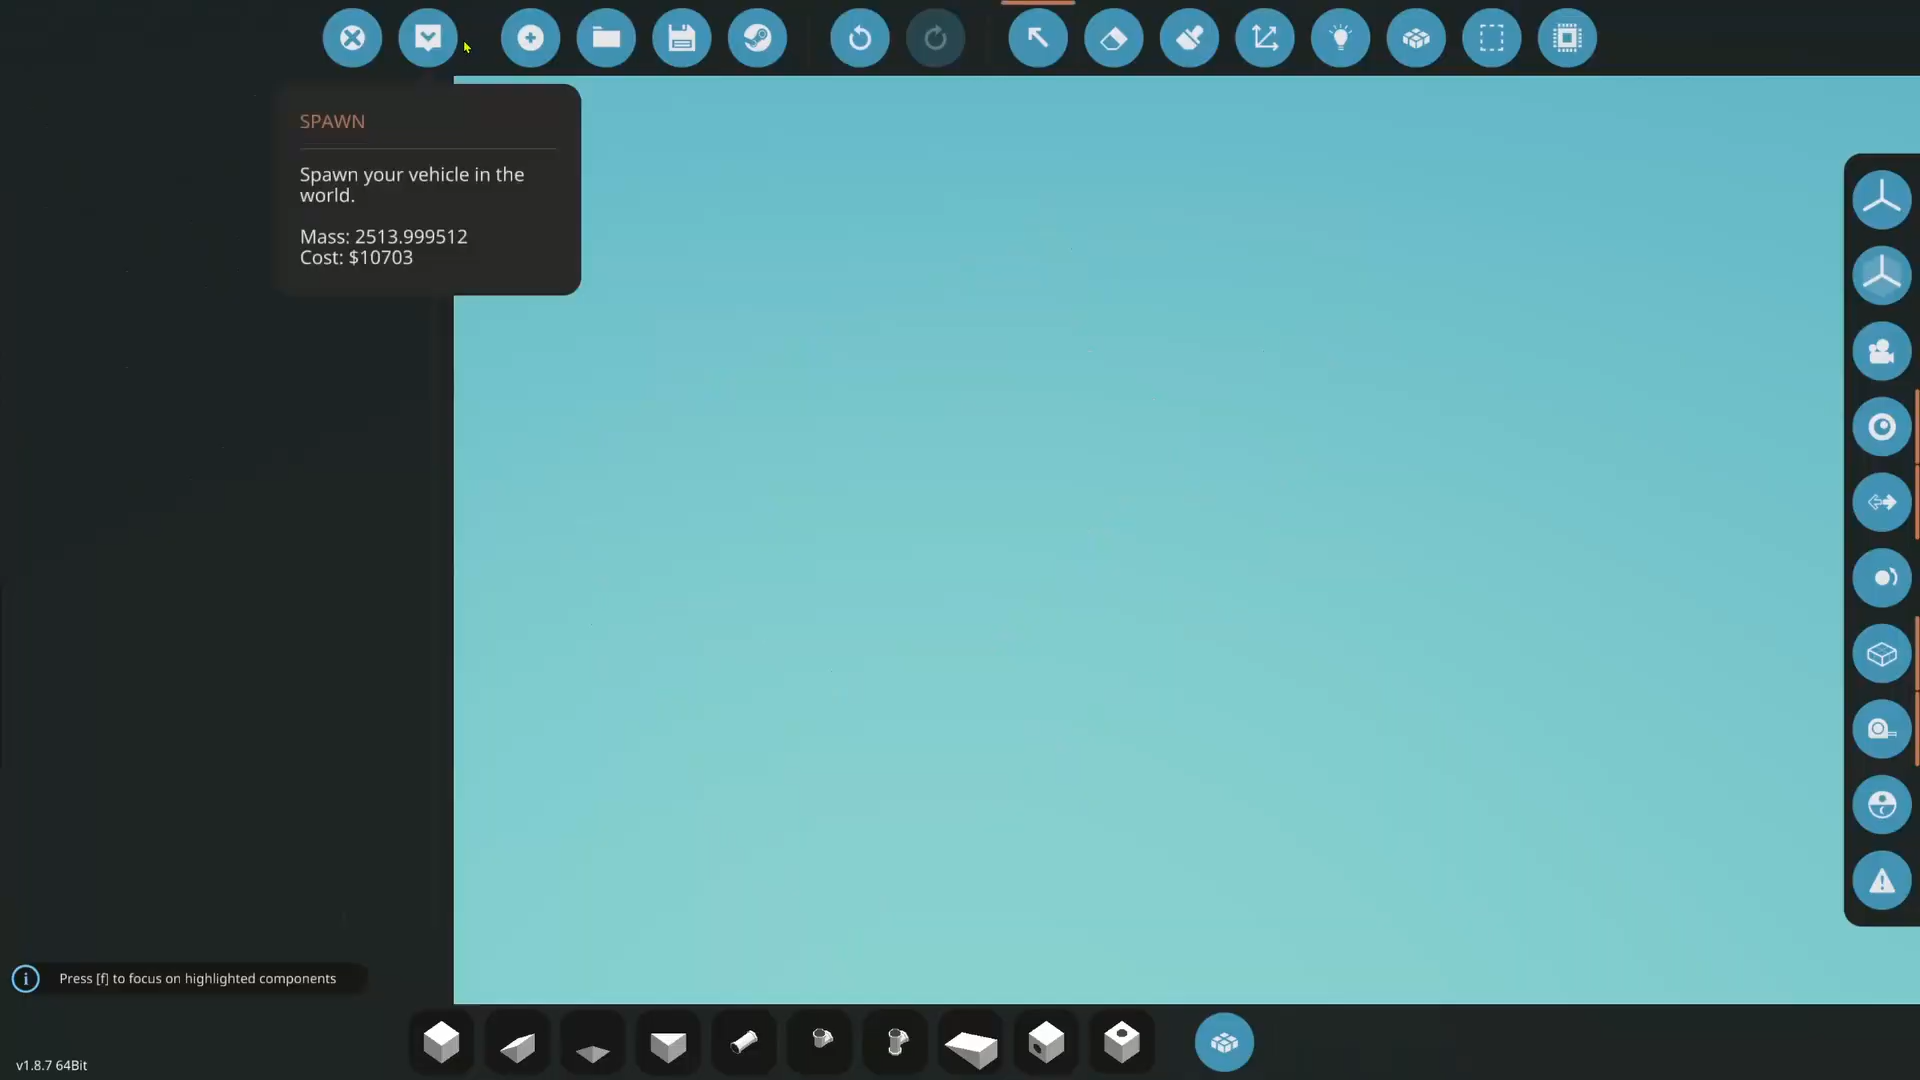 SPAWN
Spawn your vehicle in the
world.
Mass: 2513.999512
Cost: $10703
Press [f] to focus on highlighted components
v1.8.7 64Bit